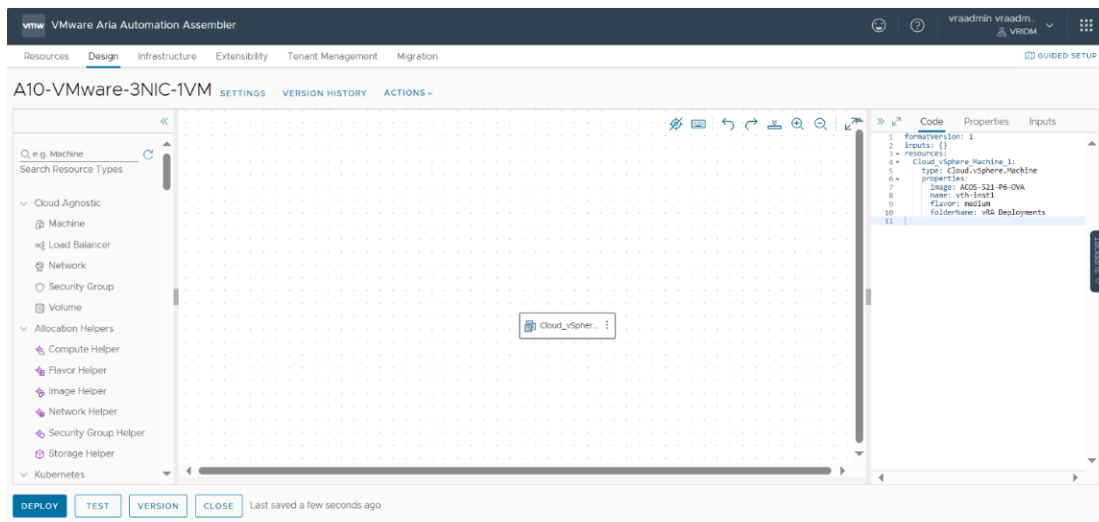 vmw VMware Aria Automation Assembler
vraadmin vraadm..
VRIDM
Resources Design Infrastructure Extensibility Tenant Management Migration
GUIDED SETUP
A10-VMware-3NIC-1VM SETTINGS VERSION HISTORY ACTIONS
e.g. Machine
Search Resource Types
Cloud Agnostic
Machine
Load Balancer
Network
Security Group
Volume
Allocation Helpers
Compute Helper
Flavor Helper
Image Helper
Network Helper
Security Group Helper
Storage Helper
Kubernetes
Cloud_vSpher..
Code Properties Inputs
1 formatVersion: 1
2 inputs: {}
3 resources:
4 Cloud_vSphere_Machine_1:
5 type: Cloud.vSphere.Machine
6 properties:
7 image: ACOS-521-P6-OVA
8 name: vth-inst1
9 flavor: medium
10 folderName: vRA Deployments
11
SUPPORT
DEPLOY TEST VERSION CLOSE Last saved a few seconds ago